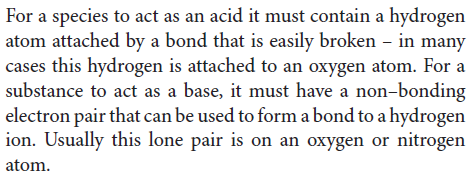 For a species to act as an acid it must contain a hydrogen
atom attached by a bond that is easily broken – in many
cases this hydrogen is attached to an oxygen atom. For a
substance to act as a base, it must have a non–bonding
electron pair that can be used to form a bond to a hydrogen
ion. Usually this lone pair is on an oxygen or nitrogen
atom.